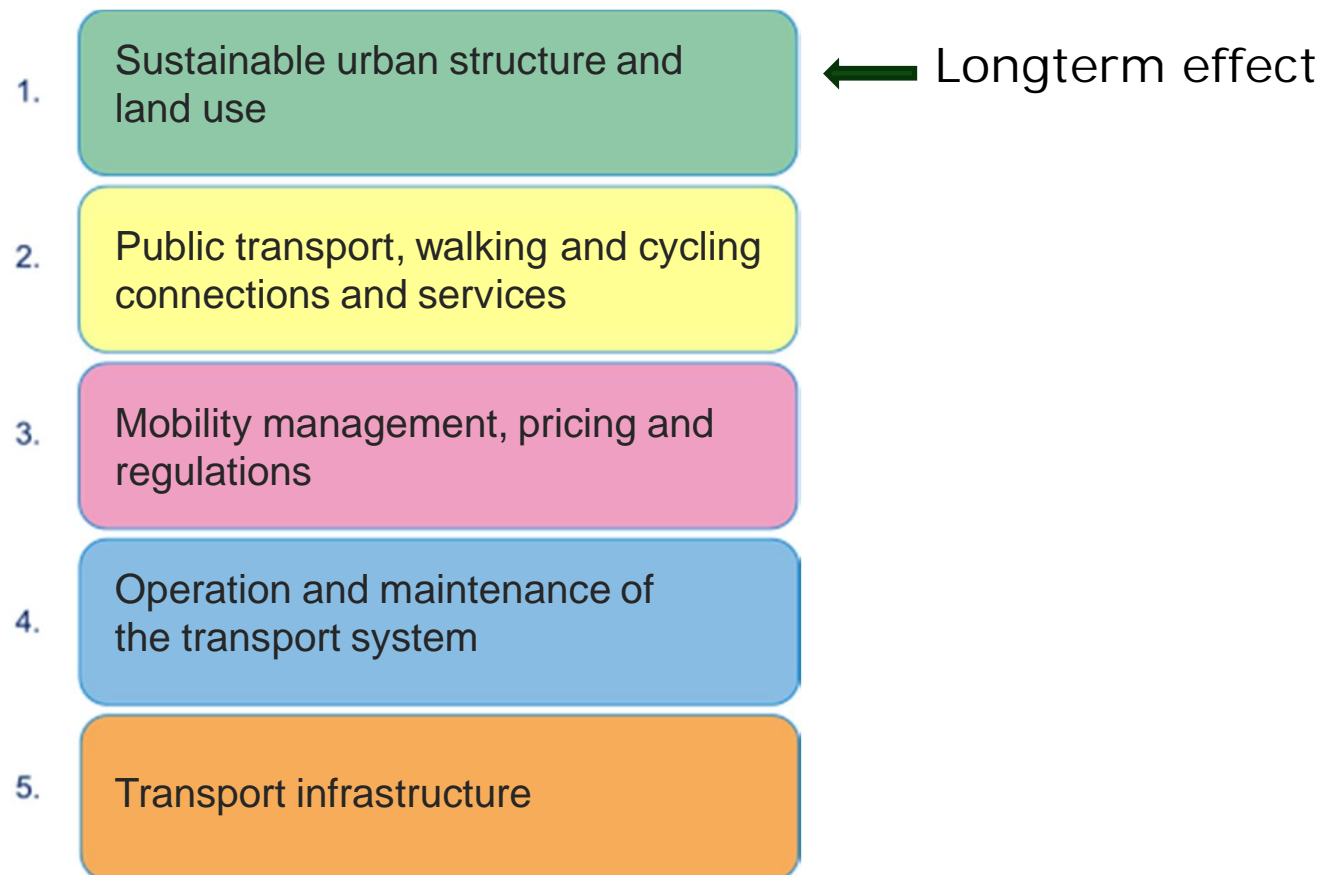 1.
Sustainable urban structure and
land use
Longterm effect
2.
Public transport, walking and cycling
connections and services
3.
Mobility management, pricing and
regulations
4.
Operation and maintenance of
the transport system
5.
Transport infrastructure